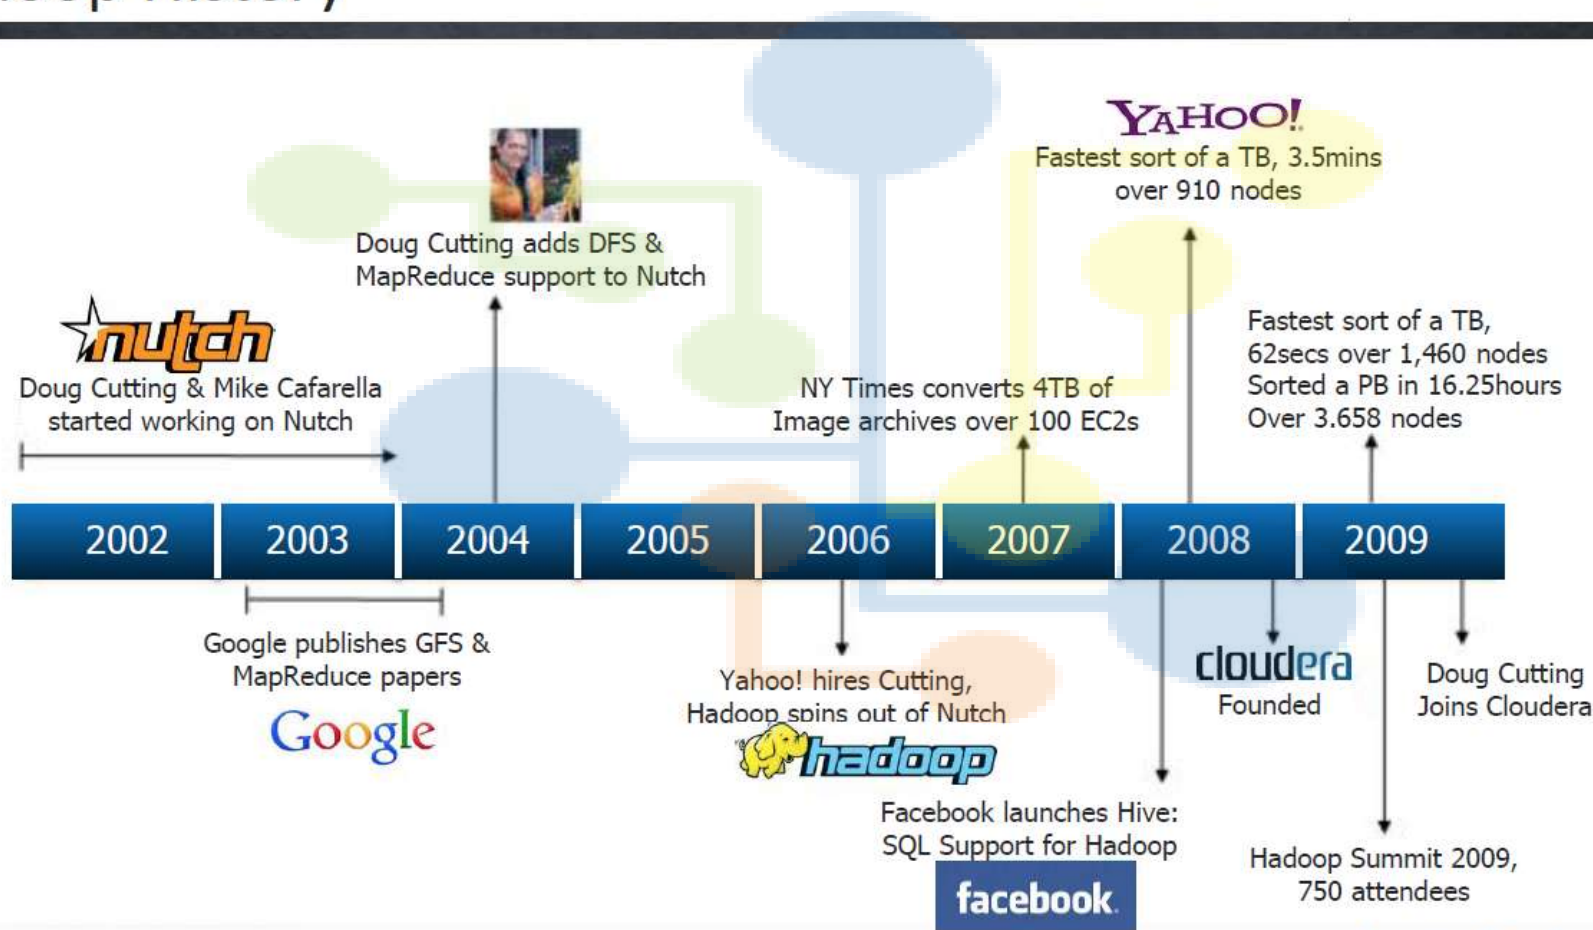 YAHOO!
Fastest sort of a TB, 3.5mins
over 910 nodes
Doug Cutting adds DFS &
MapReduce support to Nutch
nutch
Doug Cutting & Mike Cafarella
started working on Nutch
NY Times converts 4TB of
Image archives over 100 EC2s
Fastest sort of a TB,
62secs over 1,460 nodes
Sorted a PB in 16.25hours
Over 3.658 nodes
2002
2003
2004
2005
2006
2007
2008
2009
Google publishes GFS &
MapReduce papers
Google
Yahoo! hires Cutting,
Hadoop spins out of Nutch
hadoop
Facebook launches Hive:
SQL Support for Hadoop
facebook
cloudera
Founded
Hadoop Summit 2009,
750 attendees
Doug Cutting
Joins Cloudera